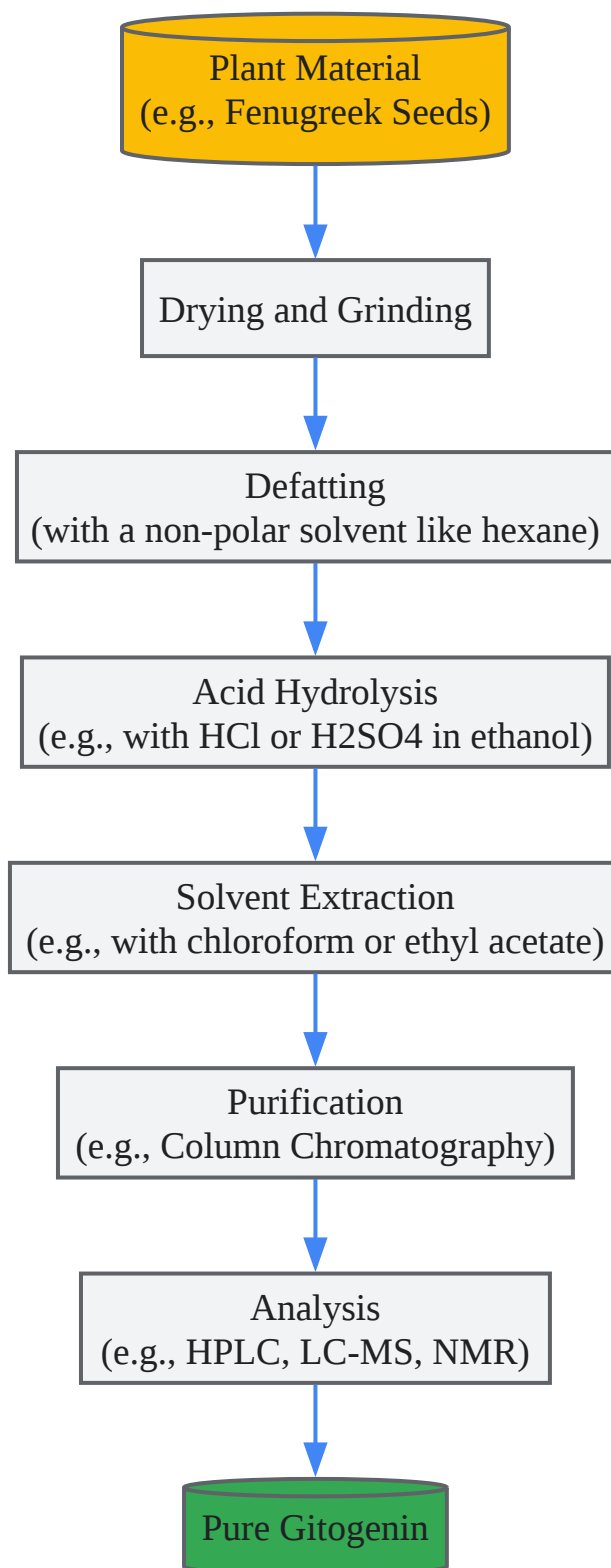 Plant Material
(e.g., Fenugreek Seeds)
Drying and Grinding
Defatting
(with a non-polar solvent like hexane)
Acid Hydrolysis
(e.g., with HCl or H2SO4 in ethanol)
Solvent Extraction
(e.g., with chloroform or ethyl acetate)
Purification
(e.g., Column Chromatography)
Analysis
(e.g., HPLC, LC-MS, NMR)
Pure Gitogenin